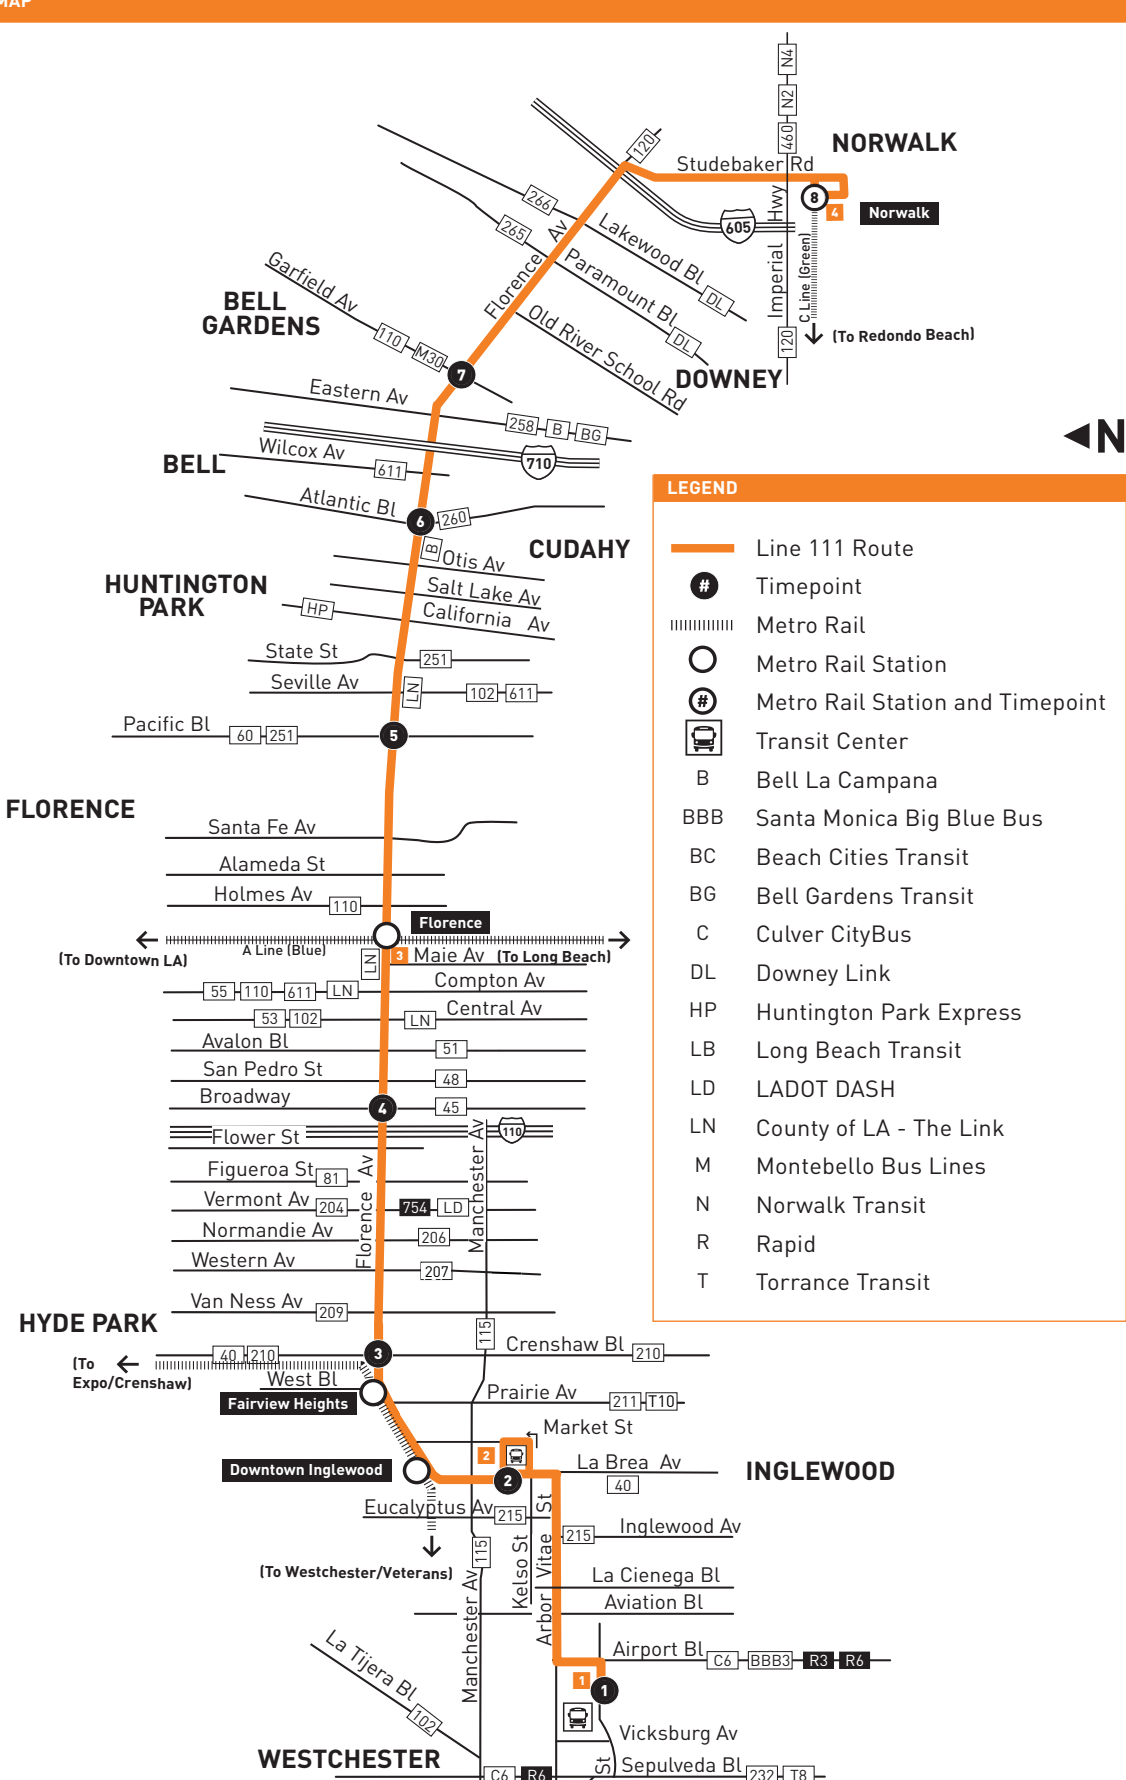 MAP
N4
N2
460
NORWALK
120
Studebaker Rd
8
4
Norwalk
266
265
Lakewood Bl
Paramount Bl
Florence Av
605
Imperial Hwy
C Line (Green)
DL
DL
120
(To Redondo Beach)
Garfield Av
BELL
GARDENS
110
M30
Old River School Rd
7
DOWNEY
Eastern Av
258
B
BG
N
BELL
Wilcox Av
611
710
Atlantic Bl
6
260
B
CUDAHY
Otis Av
HUNTINGTON
PARK
Salt Lake Av
HP
California Av
State St
251
Seville Av
LN
102
611
Pacific Bl
60
251
5
FLORENCE
Santa Fe Av
Alameda St
Holmes Av
110
Florence
A Line (Blue)
(To Downtown LA)
LN
3
Maie Av
(To Long Beach)
55
110
611
LN
Compton Av
53
102
LN
Central Av
Avalon Bl
51
San Pedro St
48
Broadway
4
45
110
Flower St
Manchester Av
Figueroa St
81
Florence Av
Vermont Av
204
754
LD
Normandie Av
206
Western Av
207
Van Ness Av
209
HYDE PARK
115
(To
Expo/Crenshaw)
40
210
3
Crenshaw Bl
210
West Bl
Fairview Heights
Prairie Av
211
T10
Market St
2
Downtown Inglewood
2
La Brea Av
40
INGLEWOOD
Eucalyptus Av
215
215
Inglewood Av
115
(To Westchester/Veterans)
Kelso St
Arbor Vitae St
Manchester Av
La Cienega Bl
Aviation Bl
La Tijera Bl
102
Airport Bl
C6
BBB3
R3
R6
1
1
Vicksburg Av
WESTCHESTER
St
Sepulveda Bl
C6
R6
232
T8
LEGEND
Line 111 Route
# Timepoint
Metro Rail
Metro Rail Station
# Metro Rail Station and Timepoint
Transit Center
B Bell La Campana
BBB Santa Monica Big Blue Bus
BC Beach Cities Transit
BG Bell Gardens Transit
C Culver CityBus
DL Downey Link
HP Huntington Park Express
LB Long Beach Transit
LD LADOT DASH
LN County of LA - The Link
M Montebello Bus Lines
N Norwalk Transit
R Rapid
T Torrance Transit